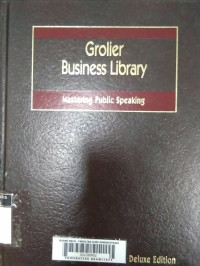 Grolier
Business Library
Mastering Public Speaking
Deluxe Edition